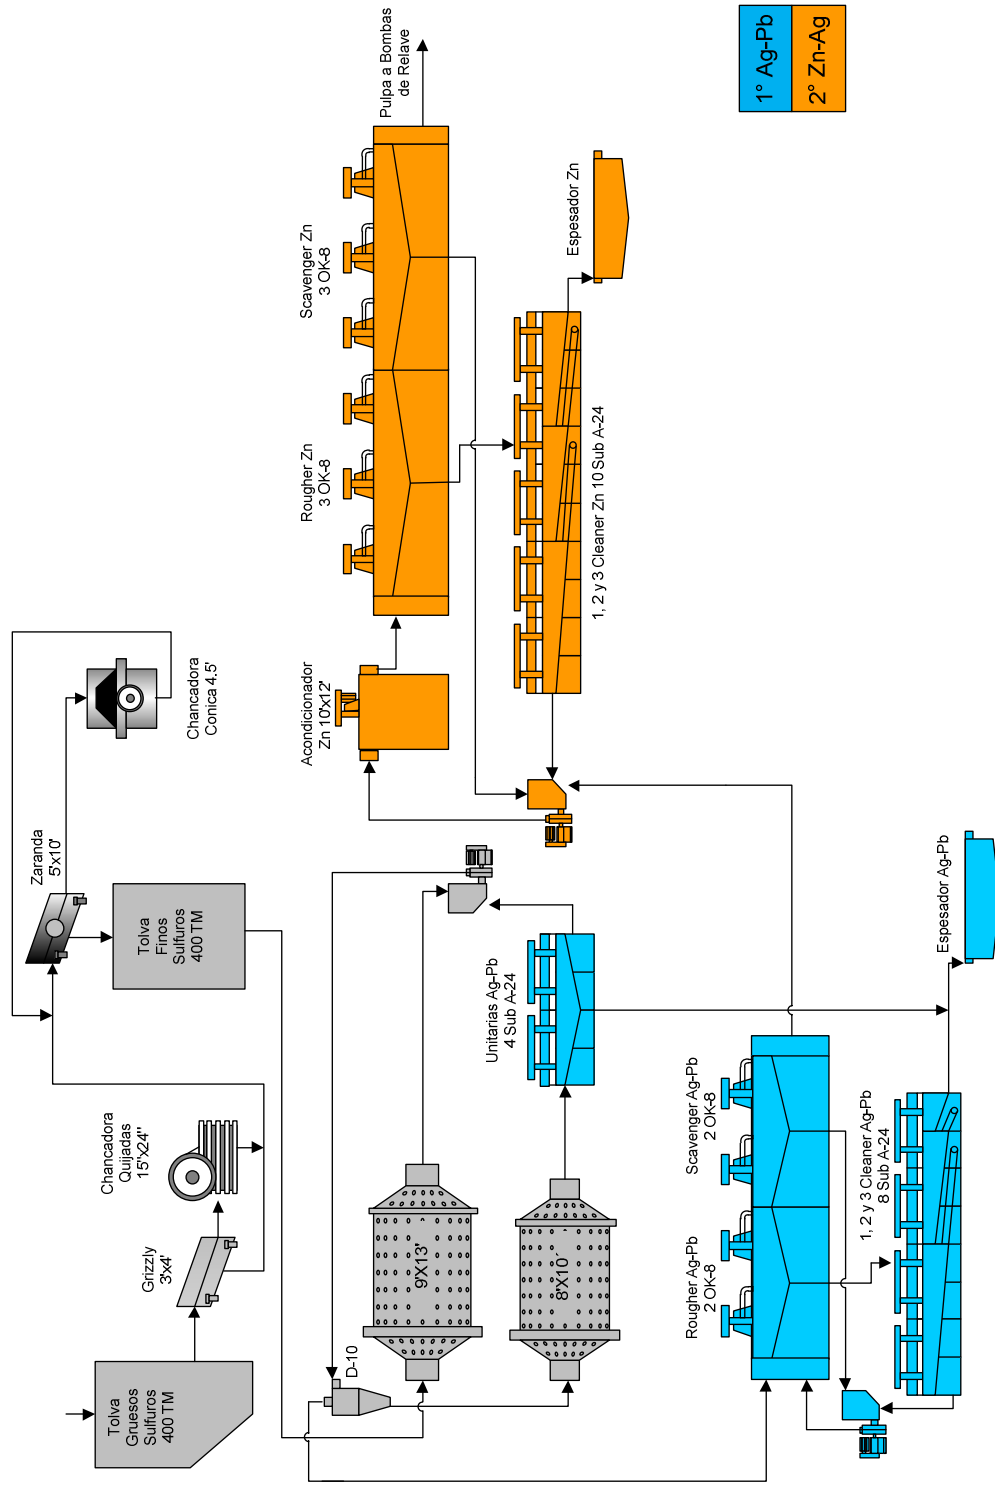 Tolva
Gruesos
Sulfuros
400 TM
Grizzly
3'x4'
Chancadora
Quijadas
15"x24"
Zaranda
5'x10'
Chancadora
Conica 4.5'
Tolva
Finos
Sulfuros
400 TM
D-10
9'X13'
8'X10´
Unitarias Ag-Pb
4 Sub A-24
Acondicionador
Zn 10'x12'
Rougher Zn
3 OK-8
Scavenger Zn
3 OK-8
Pulpa a Bombas
de Relave
1, 2 y 3 Cleaner Zn 10 Sub A-24
Espesador Zn
Rougher Ag-Pb
2 OK-8
Scavenger Ag-Pb
2 OK-8
1, 2 y 3 Cleaner Ag-Pb
8 Sub A-24
Espesador Ag-Pb
1° Ag-Pb
2° Zn-Ag